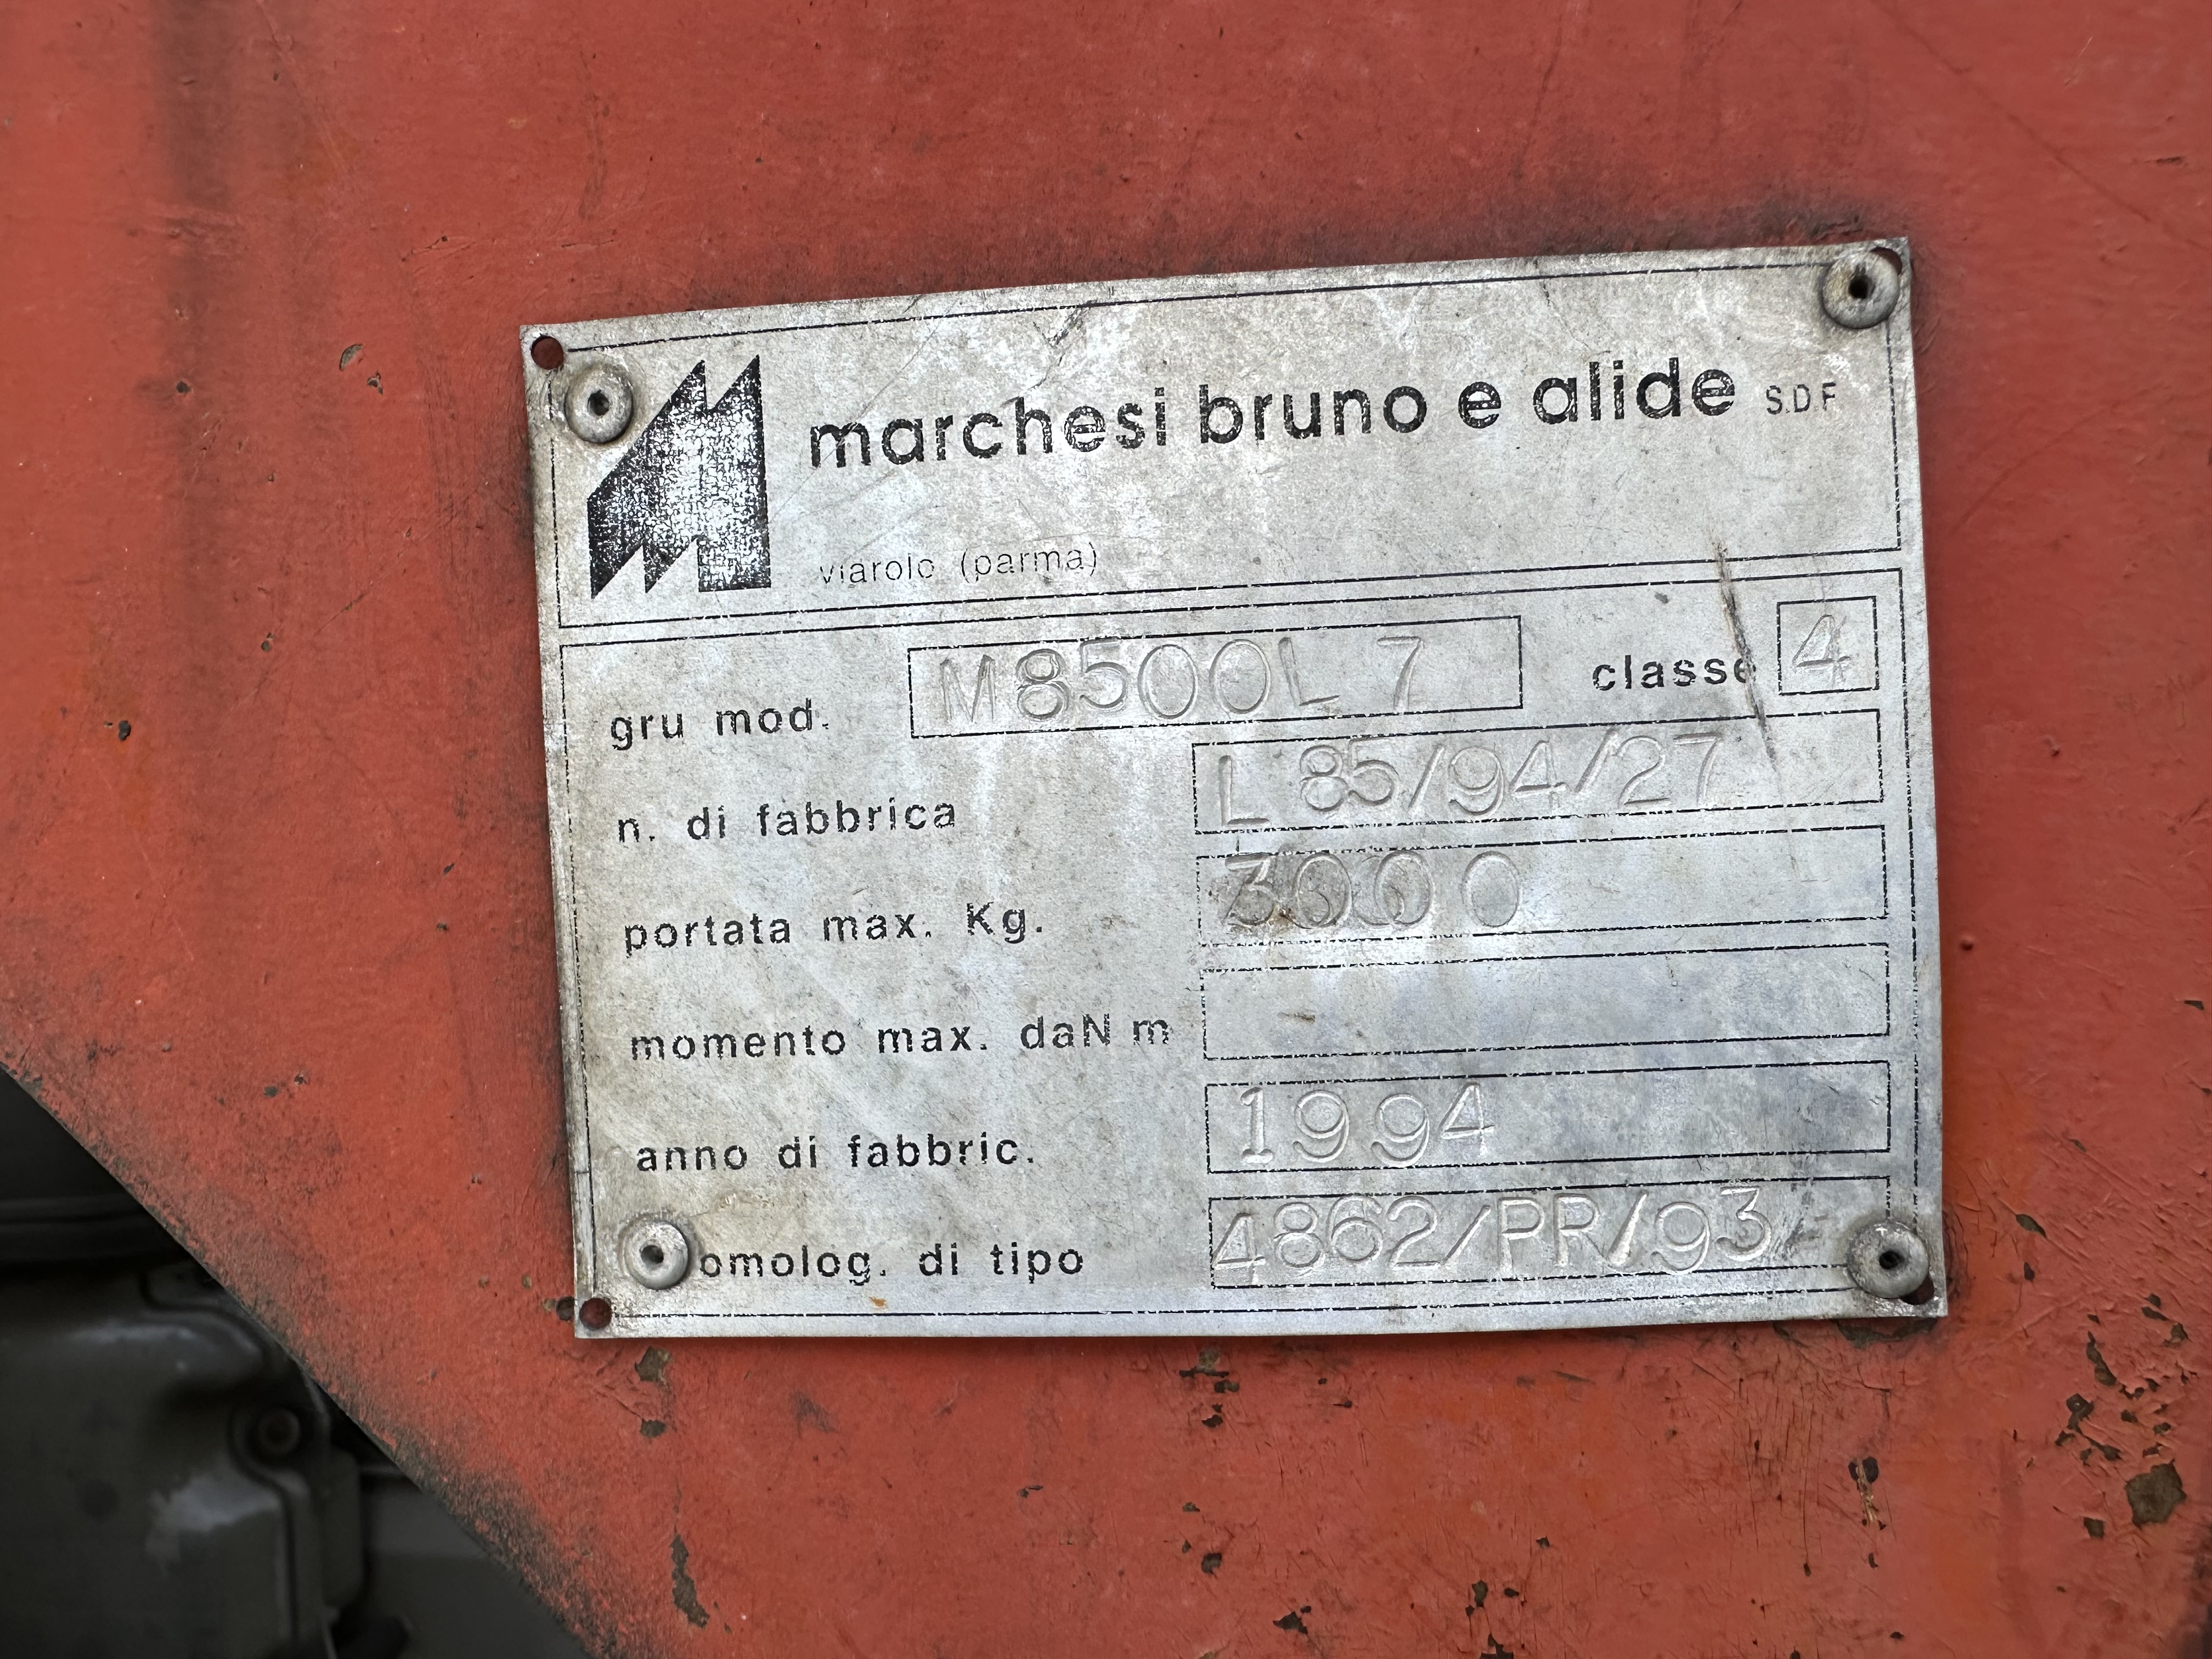 marchesi bruno e alide S.D.F
viarolo (parma)
gru mod. M8500L 7 classe 4
n. di fabbrica L 85/94/27
portata max. Kg. 3000
momento max. daN m
anno di fabbric. 1994
omolog. di tipo 4862/PR/93